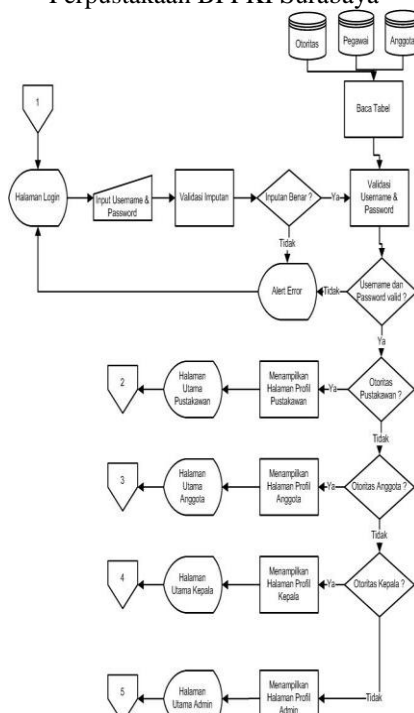 Perpustakaan BPPKI Surabaya
Otoritas
Pegawai
Anggota
1
Baca Tabel
Halaman Login
Input Username &
Password
Validasi Imputan
Inputan Benar ?
Ya
Validasi
Username &
Password
Tidak
Alert Error
Tidak
Username dan
Password valid ?
Ya
2
Halaman
Utama
Pustakawan
Menampilkan
Halaman Profil
Pustakawan
Ya
Otoritas
Pustakawan ?
Tidak
3
Halaman
Utama
Anggota
Menampilkan
Halaman Profil
Anggota
Ya
Otoritas Anggota ?
Tidak
4
Halaman
Utama Kepala
Menampilkan
Halaman Profil
Kepala
Ya
Otoritas Kepala ?
Tidak
5
Halaman
Utama Admin
Menampilkan
Halaman Profil
Admin